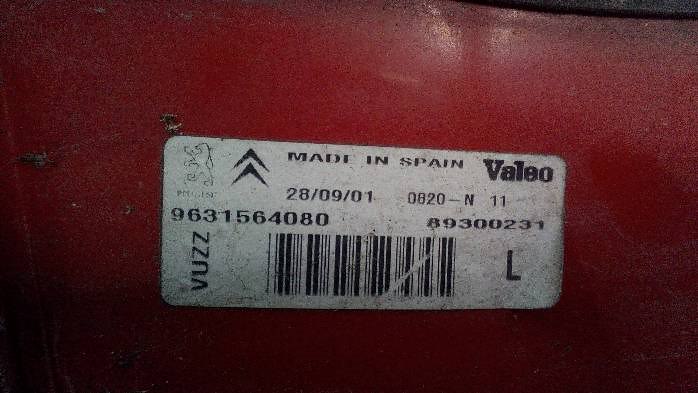 MADE IN SPAIN Valeo
28/09/01 0820-N 11
9631564080 89300231
VUZZ L